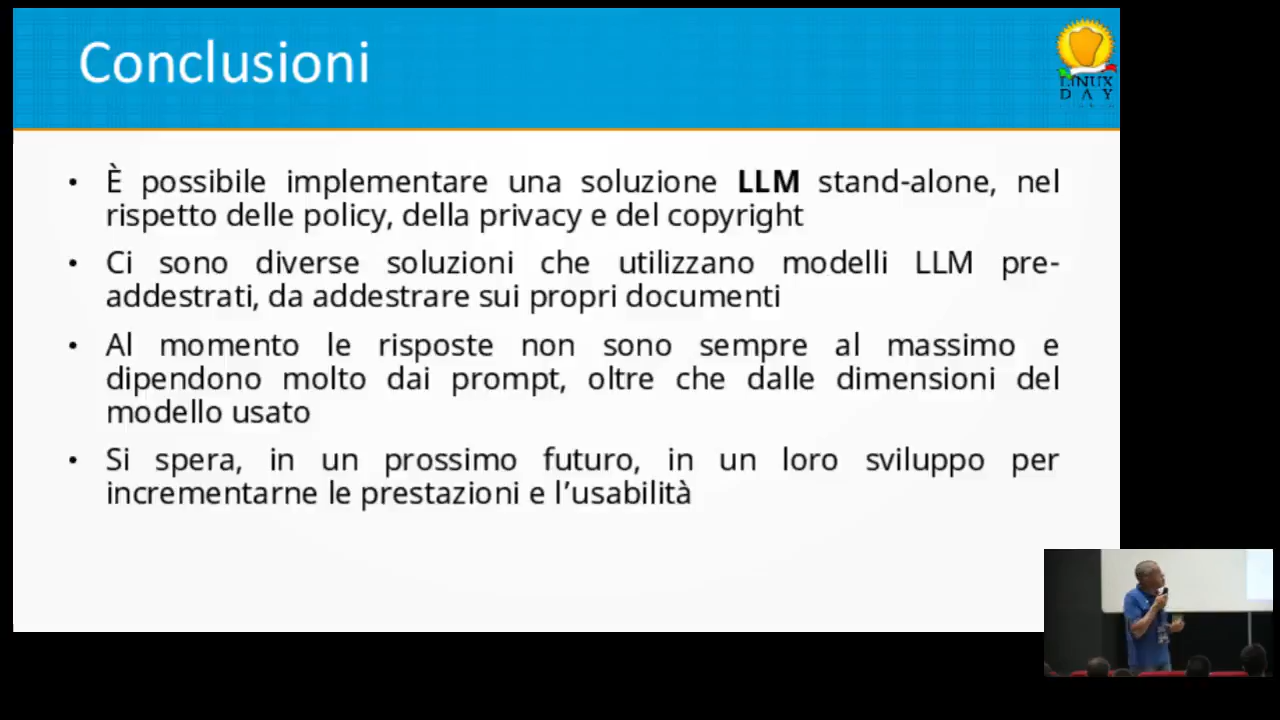 Conclusioni
LINUX
DAY
• È possibile implementare una soluzione LLM stand-alone, nel
rispetto delle policy, della privacy e del copyright
• Ci sono diverse soluzioni che utilizzano modelli LLM pre-
addestrati, da addestrare sui propri documenti
• Al momento le risposte non sono sempre al massimo e
dipendono molto dai prompt, oltre che dalle dimensioni del
modello usato
• Si spera, in un prossimo futuro, in un loro sviluppo per
incrementarne le prestazioni e l’usabilità